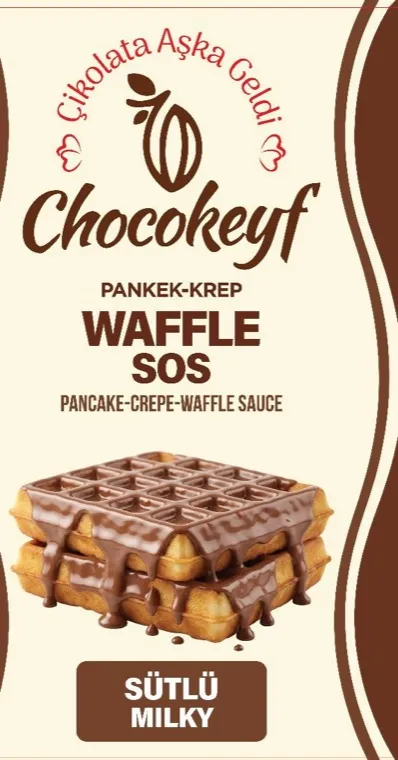 Çikolata Aşka Geldi
Chocokeyf
PANKEK-KREP
WAFFLE
SOS
PANCAKE-CREPE-WAFFLE SAUCE
SÜTLÜ
MILKY